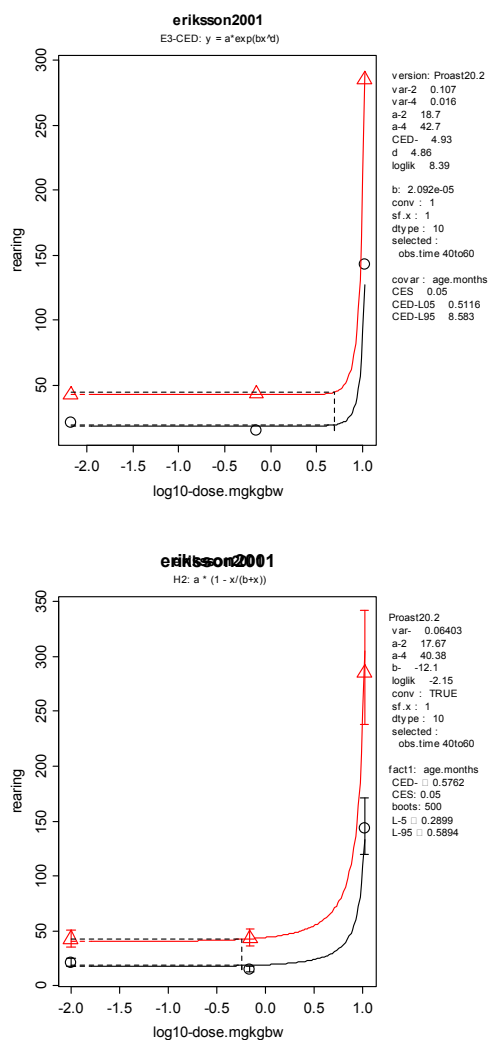 eriksson2001
E3-CED: y = a*exp(bx^d)
300
250
200
150
100
50
rearing
-2.0 -1.5 -1.0 -0.5 0.0 0.5 1.0
log10-dose.mgkgbw
version: Proast20.2
var-2 0.107
var-4 0.016
a-2 18.7
a-4 42.7
CED- 4.93
d 4.86
loglik 8.39
b: 2.092e-05
conv : 1
sf.x : 1
dtype : 10
selected :
obs.time 40to60
covar : age.months
CES 0.05
CED-L05 0.5116
CED-L95 8.583
eriksson2001
H2: a * (1 - x/(b+x))
350
300
250
200
150
100
50
0
rearing
-2.0 -1.5 -1.0 -0.5 0.0 0.5 1.0
log10-dose.mgkgbw
Proast20.2
var- 0.06403
a-2 17.67
a-4 40.38
b- -12.1
loglik -2.15
conv : TRUE
sf.x : 1
dtype : 10
selected :
obs.time 40to60
fact1: age.months
CED- □ 0.5762
CES: 0.05
boots: 500
L-5 □ 0.2899
L-95 □ 0.5894